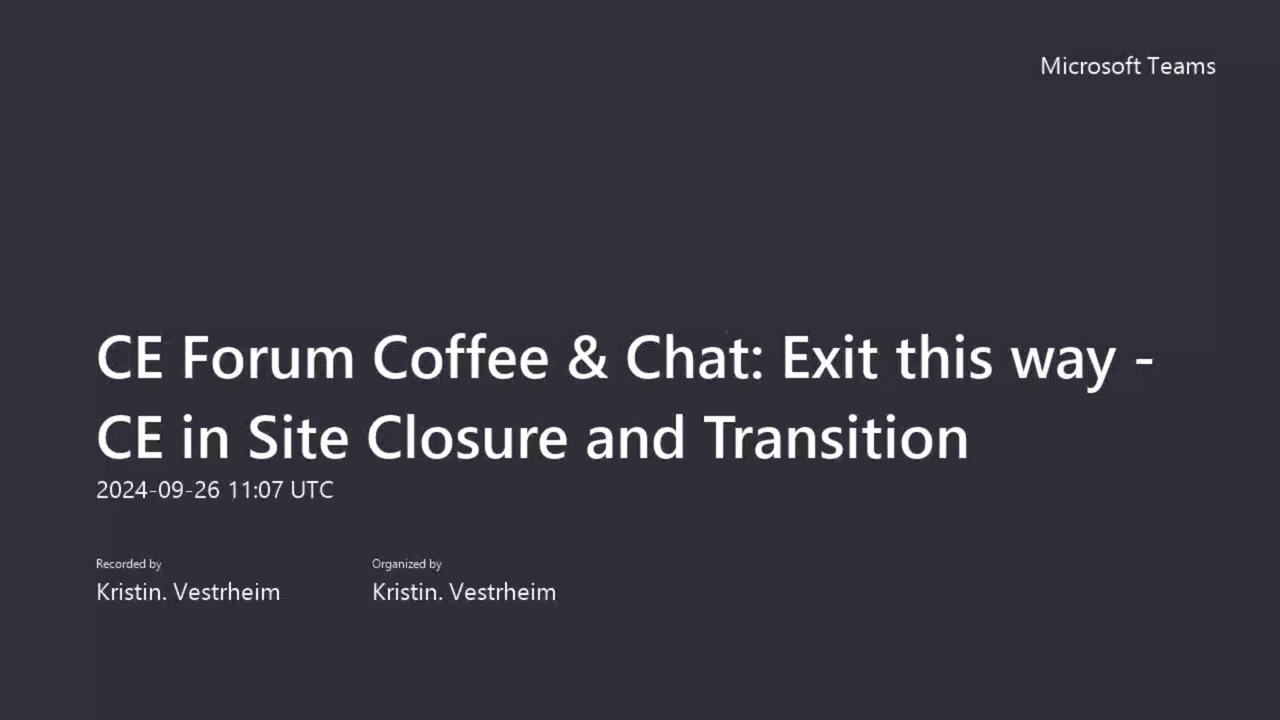 Microsoft Teams
CE Forum Coffee & Chat: Exit this way -
CE in Site Closure and Transition
2024-09-26 11:07 UTC
Recorded by
Organized by
Kristin. Vestrheim
Kristin. Vestrheim